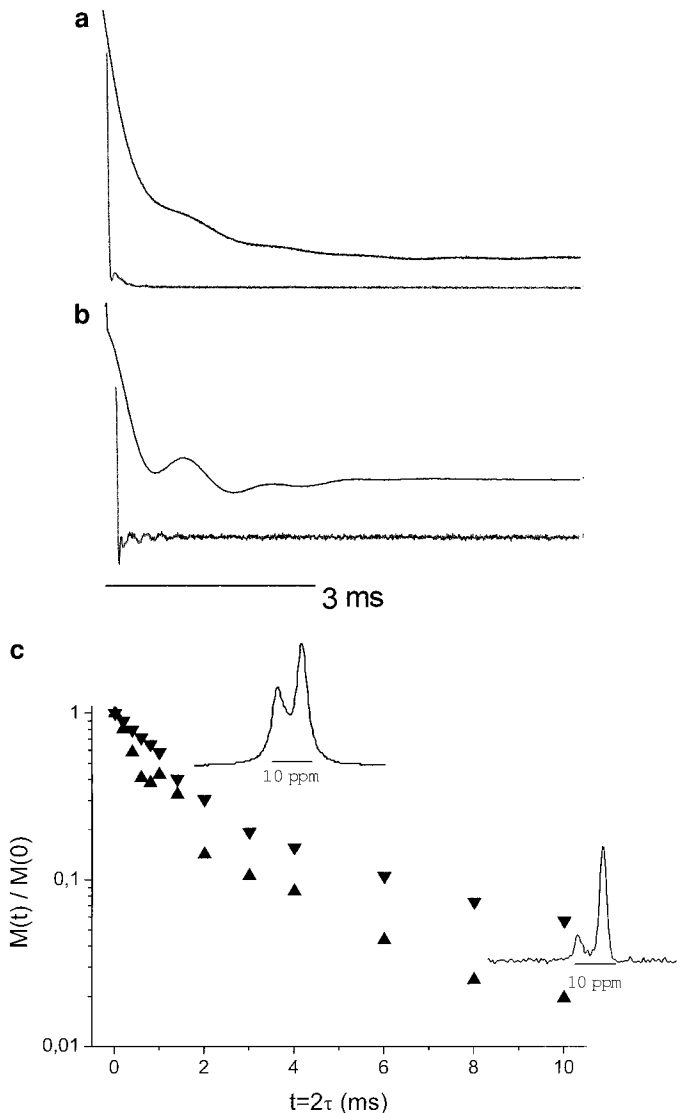 a
b
3 ms
c
10 ppm
10 ppm
1
0,1
0,01
M(t) / M(0)
0 2 4 6 8 10
t=2τ (ms)